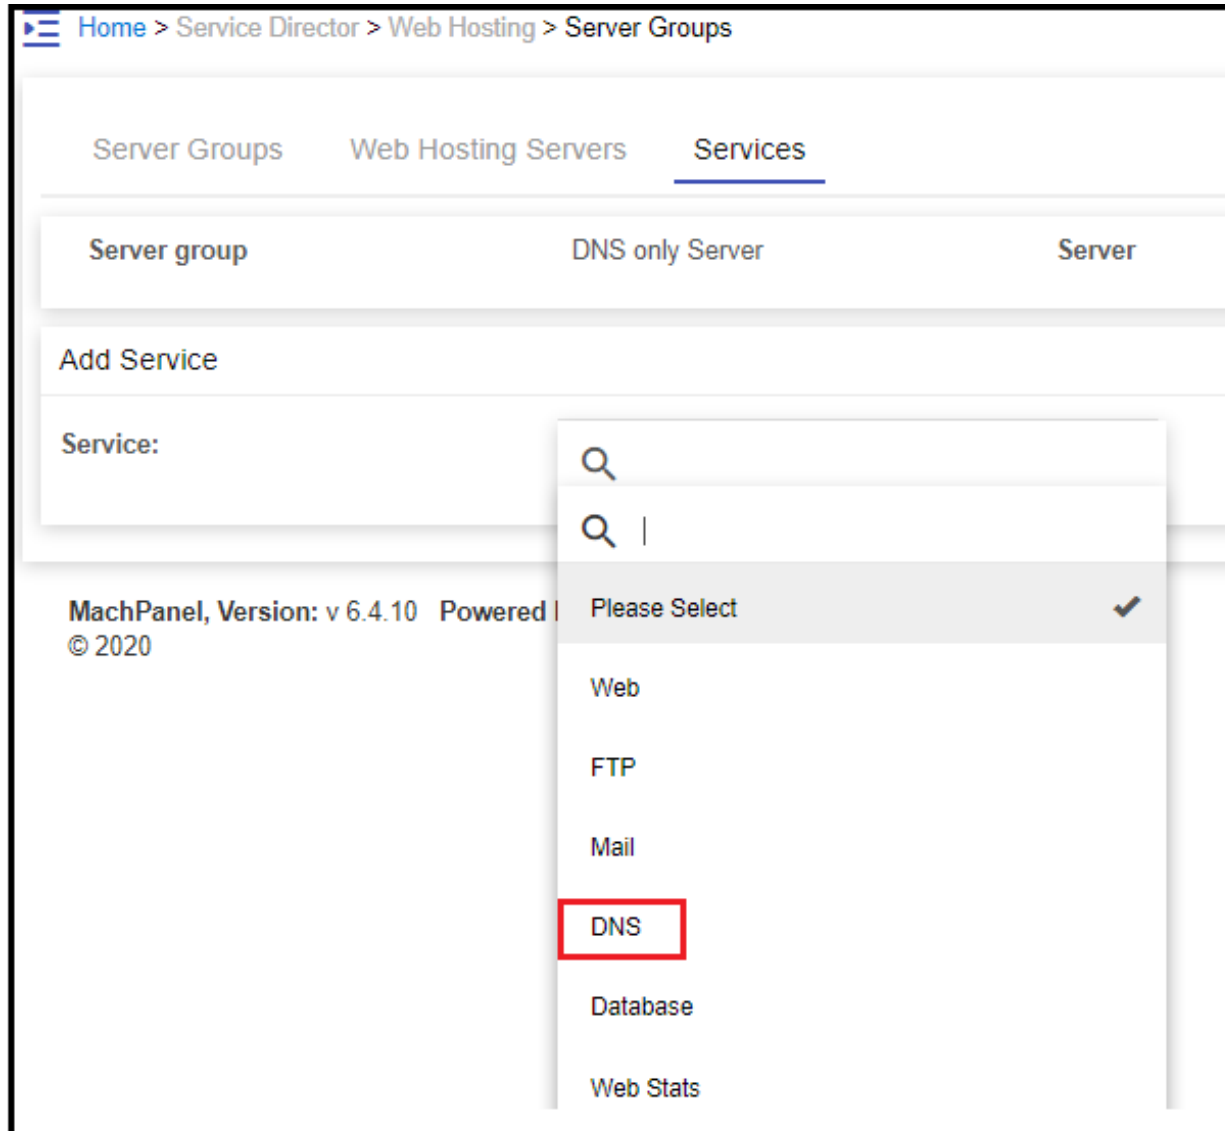 Home > Service Director > Web Hosting > Server Groups
Server Groups Web Hosting Servers Services
Server group DNS only Server Server
Add Service
Service:
Please Select
MachPanel, Version: v 6.4.10 Powered
© 2020
Web
FTP
Mail
DNS
Database
Web Stats